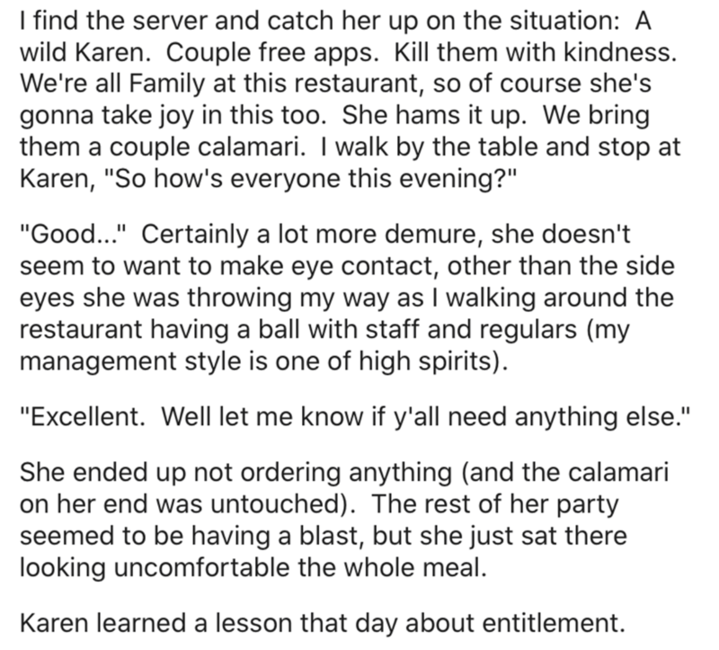 I find the server and catch her up on the situation:  A
wild Karen.  Couple free apps.  Kill them with kindness.
We're all Family at this restaurant, so of course she's
gonna take joy in this too.  She hams it up.  We bring
them a couple calamari.  I walk by the table and stop at
Karen, "So how's everyone this evening?"
"Good..."  Certainly a lot more demure, she doesn't
seem to want to make eye contact, other than the side
eyes she was throwing my way as I walking around the
restaurant having a ball with staff and regulars (my
management style is one of high spirits).
"Excellent.  Well let me know if y'all need anything else."
She ended up not ordering anything (and the calamari
on her end was untouched).  The rest of her party
seemed to be having a blast, but she just sat there
looking uncomfortable the whole meal.
Karen learned a lesson that day about entitlement.